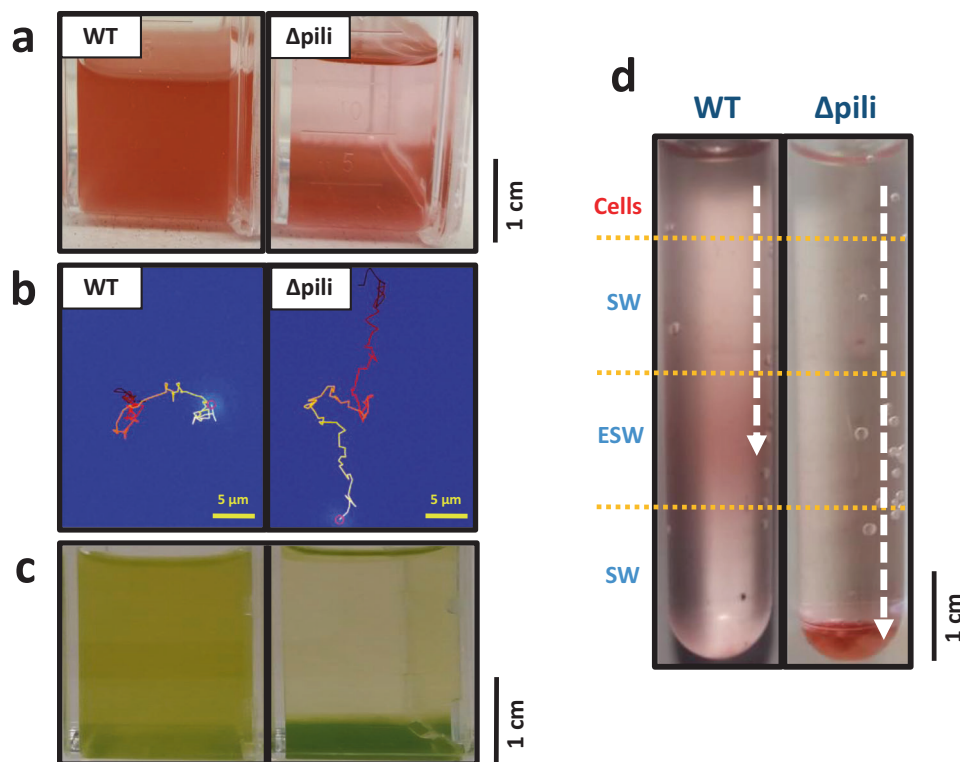 a
WT
Δpili
1 cm
b
WT
Δpili
5 µm
5 µm
c
1 cm
d
WT
Δpili
Cells
SW
ESW
SW
1 cm